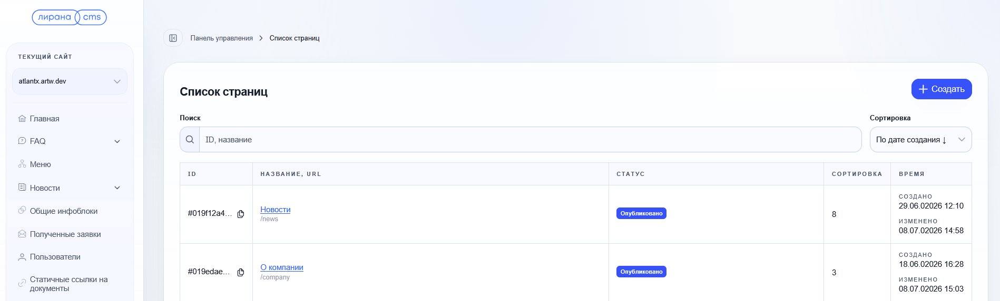 лирана cms
ТЕКУЩИЙ САЙТ
atlantx.artw.dev
Главная
FAQ
Меню
Новости
Общие инфоблоки
Полученные заявки
Пользователи
Статичные ссылки на
документы
Панель управления > Список страниц
Список страниц
+ Создать
Поиск
Сортировка
ID, название
По дате создания ↓
ID
НАЗВАНИЕ, URL
СТАТУС
СОРТИРОВКА
ВРЕМЯ
#019f12a4...
Новости
/news
Опубликовано
8
СОЗДАНО
29.06.02026 12:10
ИЗМЕНЕНО
08.07.02026 14:58
#019edae...
О компании
/company
Опубликовано
3
СОЗДАНО
18.06.02026 16:28
ИЗМЕНЕНО
08.07.02026 15:03